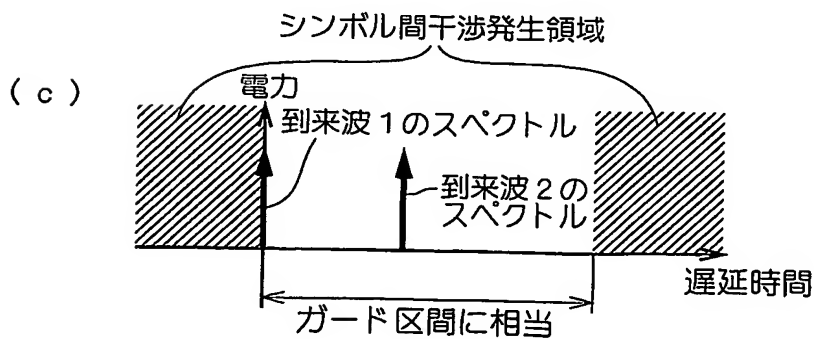 シンボル間干渉発生領域
(c)
電力
到来波1のスペクトル
到来波2の
スペクトル
遅延時間
ガード区間に相当